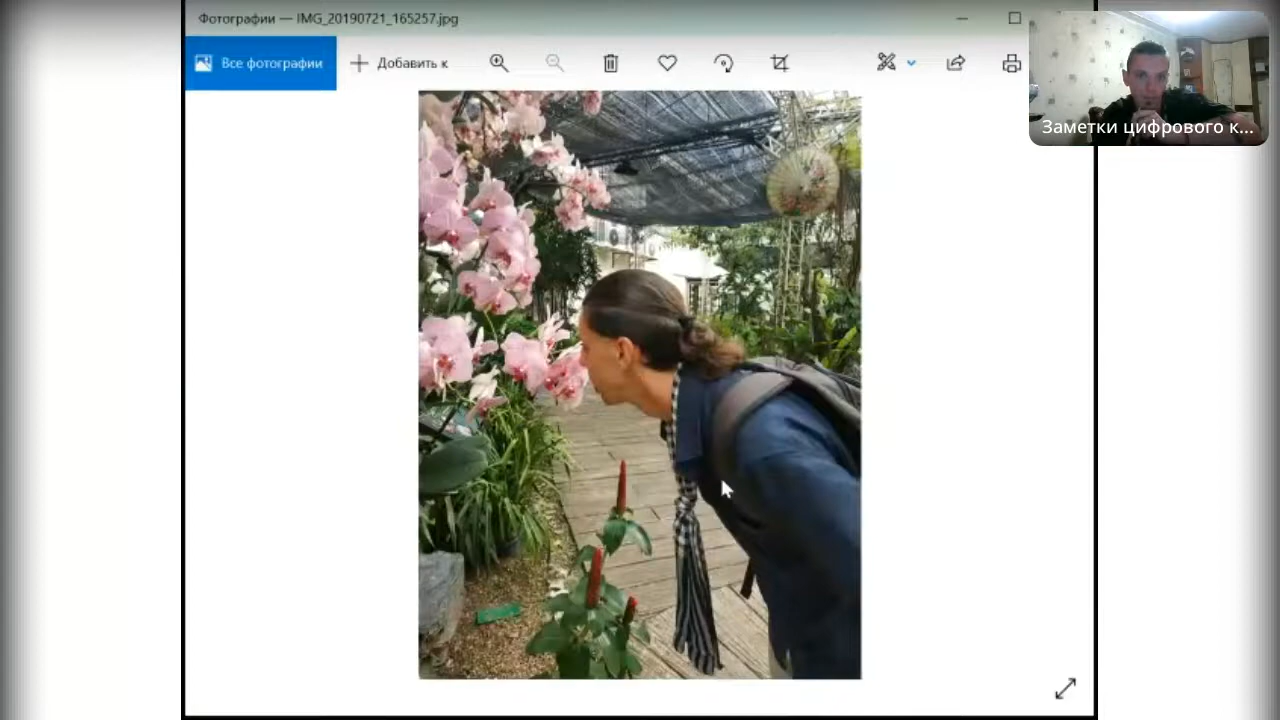 Фотографии — IMG_20190721_165257.jpg
Все фотографии
Добавить к
Заметки цифрового к...